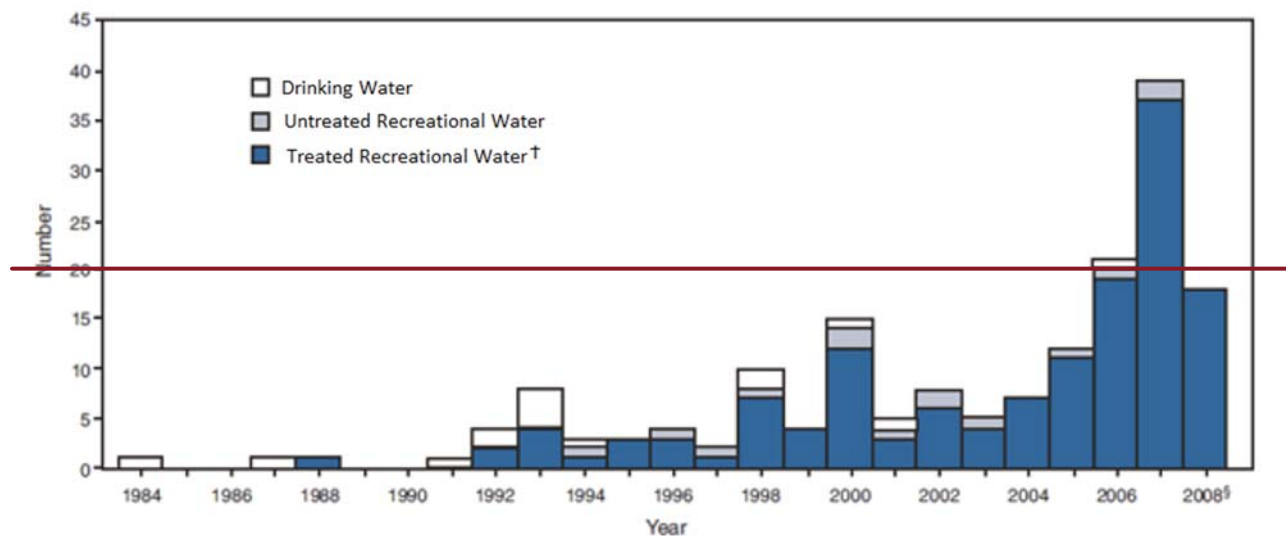 45
40
35
30
25
20
15
10
5
0
Number
Drinking Water
Untreated Recreational Water
Treated Recreational Water†
1984 1986 1968 1990 1992 1994 1996 1998 2000 2002 2004 2006 2008§
Year